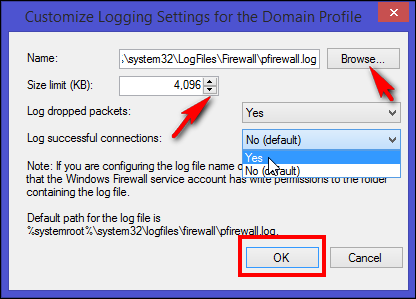 Customize Logging Settings for the Domain Profile
Name:
.\system32\LogFiles\Firewall\pfirewall.log
Browse...
Size limit (KB):
4,096
Log dropped packets:
Yes
Log successful connections:
No (default)
Yes
No (default)
Note: If you are configuring the log file name
that the Windows Firewall service account has write permissions to the folder
containing the log file.
Default path for the log file is
%systemroot%\system32\logfiles\firewall\pfirewall.log.
OK
Cancel